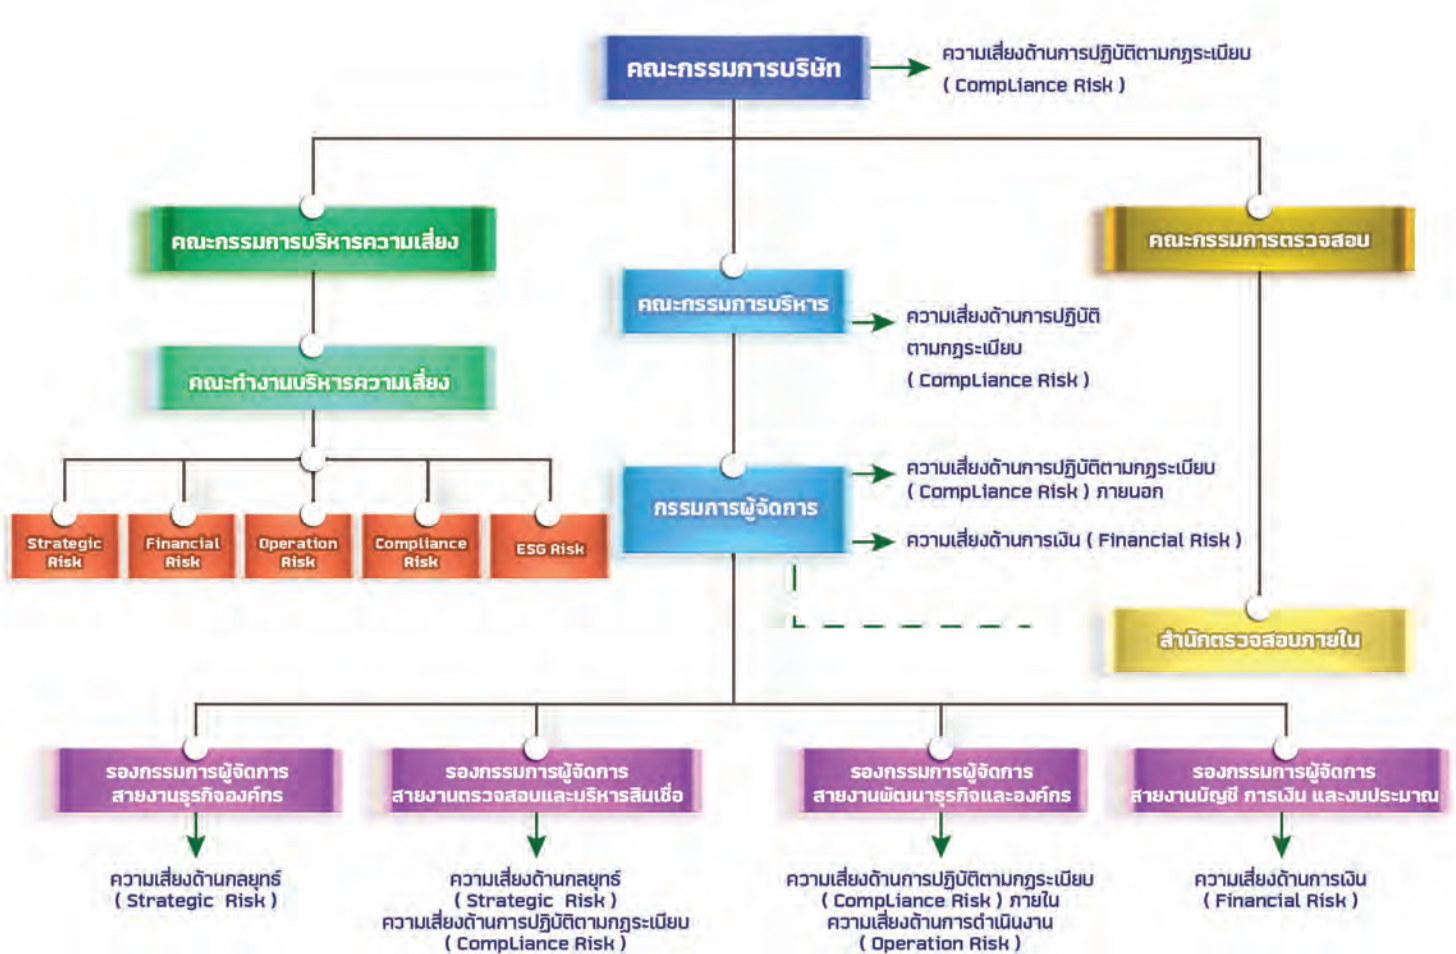 คณะกรรมการบริษัท
ความเสี่ยงด้านการปฏิบัติตามกฎระเบียบ
( CompLiance Risk )
คณะกรรมการบริหารความเสี่ยง
คณะกรรมการตรวจสอบ
คณะกรรมการบริหาร
ความเสี่ยงด้านการปฏิบัติ
ตามกฎระเบียบ
( CompLiance Risk )
คณะทำงานบริหารความเสี่ยง
Strategic
Risk
Financial
Risk
Operation
Risk
Compliance
Risk
ESG Risk
กรรมการผู้จัดการ
ความเสี่ยงด้านการปฏิบัติตามกฎระเบียบ
( CompLiance Risk ) ภายนอก
ความเสี่ยงด้านการเงิน ( Financial Risk )
สำนักตรวจสอบภายใน
รองกรรมการผู้จัดการ
สายงานธุรกิจองค์กร
ความเสี่ยงด้านกลยุทธ์
( Strategic Risk )
รองกรรมการผู้จัดการ
สายงานตรวจสอบและบริหารสินเชื่อ
ความเสี่ยงด้านกลยุทธ์
( Strategic Risk )
ความเสี่ยงด้านการปฏิบัติตามกฎระเบียบ
( CompLiance Risk )
รองกรรมการผู้จัดการ
สายงานพัฒนาธุรกิจและองค์กร
ความเสี่ยงด้านการปฏิบัติตามกฎระเบียบ
( CompLiance Risk ) ภายใน
ความเสี่ยงด้านการดำเนินงาน
( Operation Risk )
รองกรรมการผู้จัดการ
สายงานบัญชี การเงิน และงบประมาณ
ความเสี่ยงด้านการเงิน
( Financial Risk )